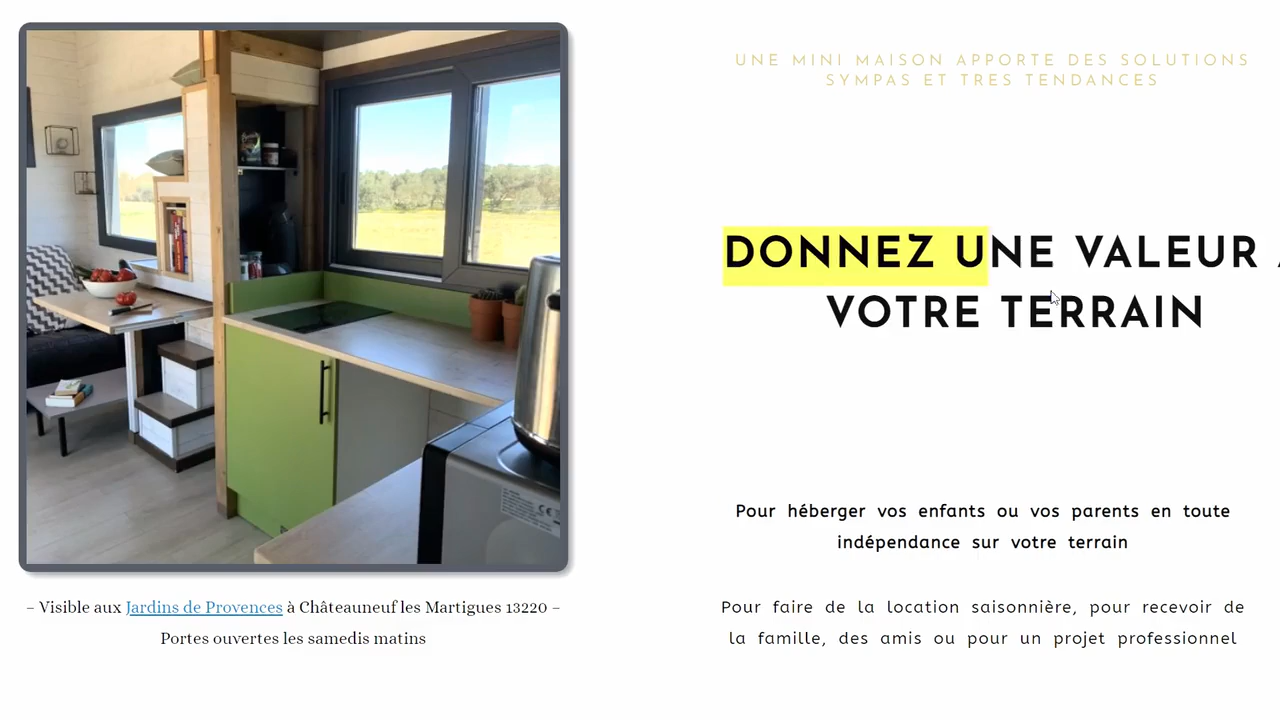 UNE MINI MAISON APPORTE DES SOLUTIONS
SYMPAS ET TRES TENDANCES
DONNEZ UNE VALEUR
VOTRE TERRAIN
Pour héberger vos enfants ou vos parents en toute
indépendance sur votre terrain
Pour faire de la location saisonnière, pour recevoir de
la famille, des amis ou pour un projet professionnel
– Visible aux Jardins de Provences à Châteauneuf les Martigues 13220 –
Portes ouvertes les samedis matins